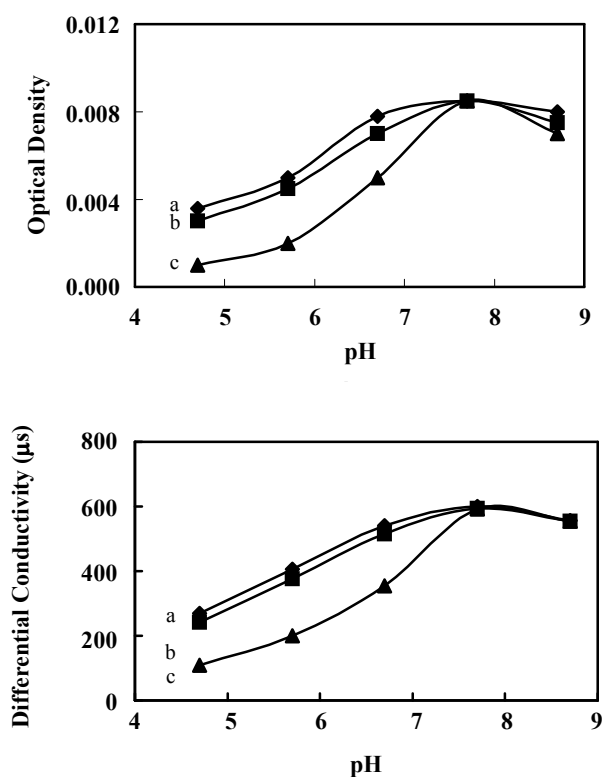 0.012
0.008
0.004
0.000
Optical Density
a
b
c
4 5 6 7 8 9
pH
800
600
400
200
0
Differential Conductivity (μs)
a
b
c
4 5 6 7 8 9
pH